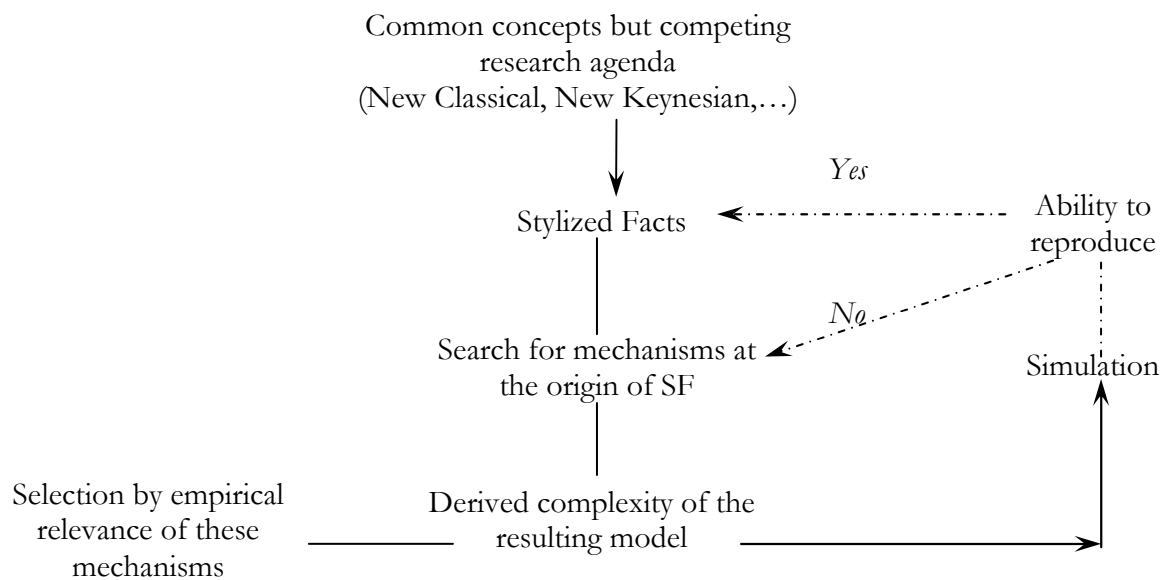 Common concepts but competing
research agenda
(New Classical, New Keynesian,…)
Yes
Stylized Facts
Ability to
reproduce
No
Search for mechanisms at
the origin of SF
Simulation
Selection by empirical
relevance of these
mechanisms
Derived complexity of the
resulting model